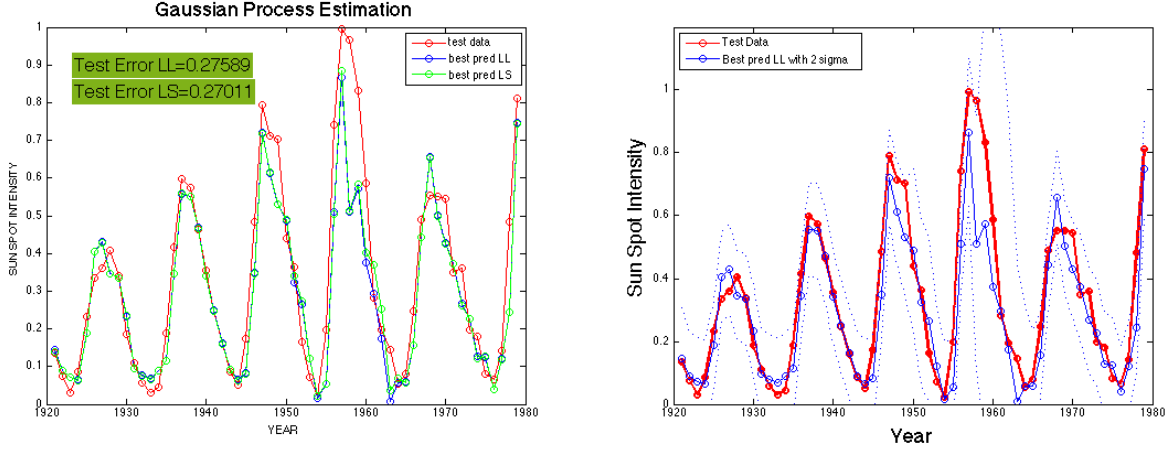 Gaussian Process Estimation
1
0.9
0.8
0.7
0.6
0.5
0.4
0.3
0.2
0.1
0
SUN SPOT INTENSITY
Test Error LL=0.27589
Test Error LS=0.27011
test data
best pred LL
best pred LS
1920 1930 1940 1950 1960 1970 1980
YEAR
1
0.8
0.6
0.4
0.2
0
Sun Spot Intensity
Test Data
Best pred LL with 2 sigma
1920 1930 1940 1950 1960 1970 1980
Year